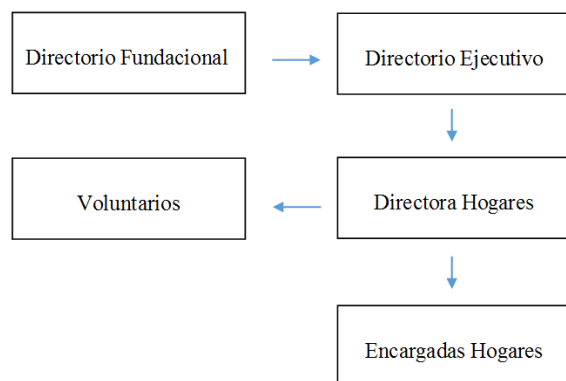 Directorio Fundacional
Directorio Ejecutivo
Voluntarios
Directora Hogares
Encargadas Hogares